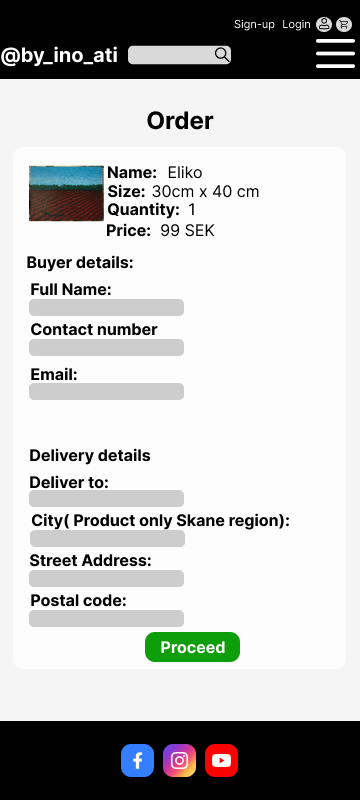 Sign-up Login
@by_ino_ati
Order
Name: Eliko
Size: 30cm x 40 cm
Quantity: 1
Price: 99 SEK
Buyer details:
Full Name:
Contact number
Email:
Delivery details
Deliver to:
City( Product only Skane region):
Street Address:
Postal code:
Proceed